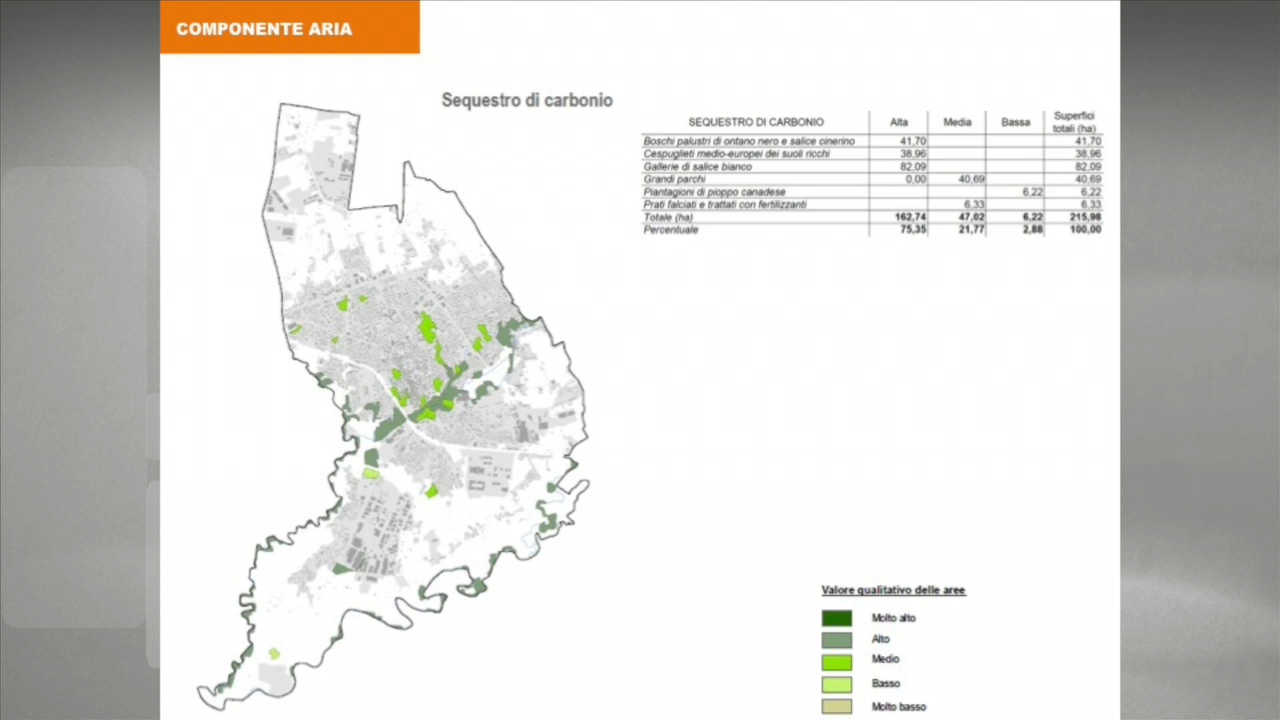 COMPONENTE ARIA
Sequestro di carbonio
SEQUESTRO DI CARBONIO Alta Media Bassa Superfici totali (ha)
Boschi palustri di ontano nero e salice cinerino 41,70 41,70
Cespuglieti medio-europei dei suoli ricchi 38,96 38,96
Gallerie di salice bianco 82,09 82,09
Grandi parchi 0,00 40,69 40,69
Piantagioni di pioppo canadese 6,22 6,22
Prati falciati e trattati con fertilizzanti 6,33 6,33
Totale (ha) 162,74 47,02 6,22 215,98
Percentuale 75,35 21,77 2,88 100,00
Valore qualitativo delle aree
Molto alto
Alto
Medio
Basso
Molto basso